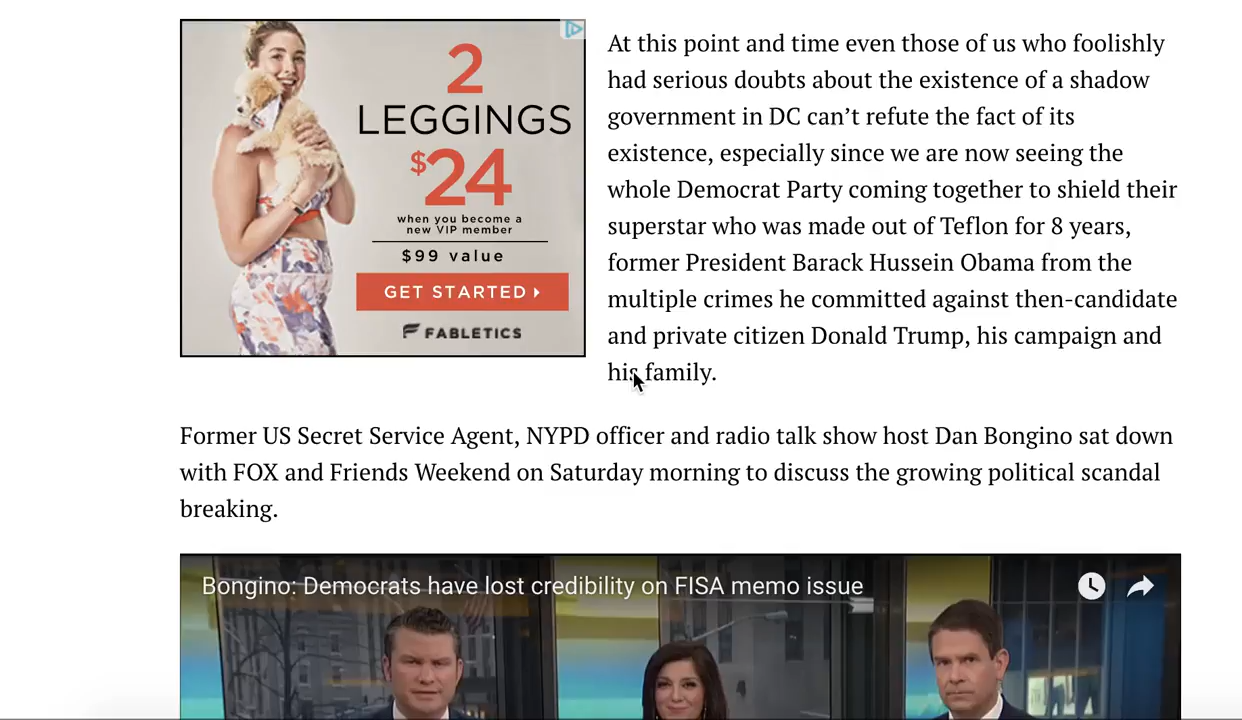 2
LEGGINGS
$24
when you become a
new VIP member
$99 value
GET STARTED
FABLETICS
At this point and time even those of us who foolishly
had serious doubts about the existence of a shadow
government in DC can’t refute the fact of its
existence, especially since we are now seeing the
whole Democrat Party coming together to shield their
superstar who was made out of Teflon for 8 years,
former President Barack Hussein Obama from the
multiple crimes he committed against then-candidate
and private citizen Donald Trump, his campaign and
his family.
Former US Secret Service Agent, NYPD officer and radio talk show host Dan Bongino sat down
with FOX and Friends Weekend on Saturday morning to discuss the growing political scandal
breaking.
Bongino: Democrats have lost credibility on FISA memo issue